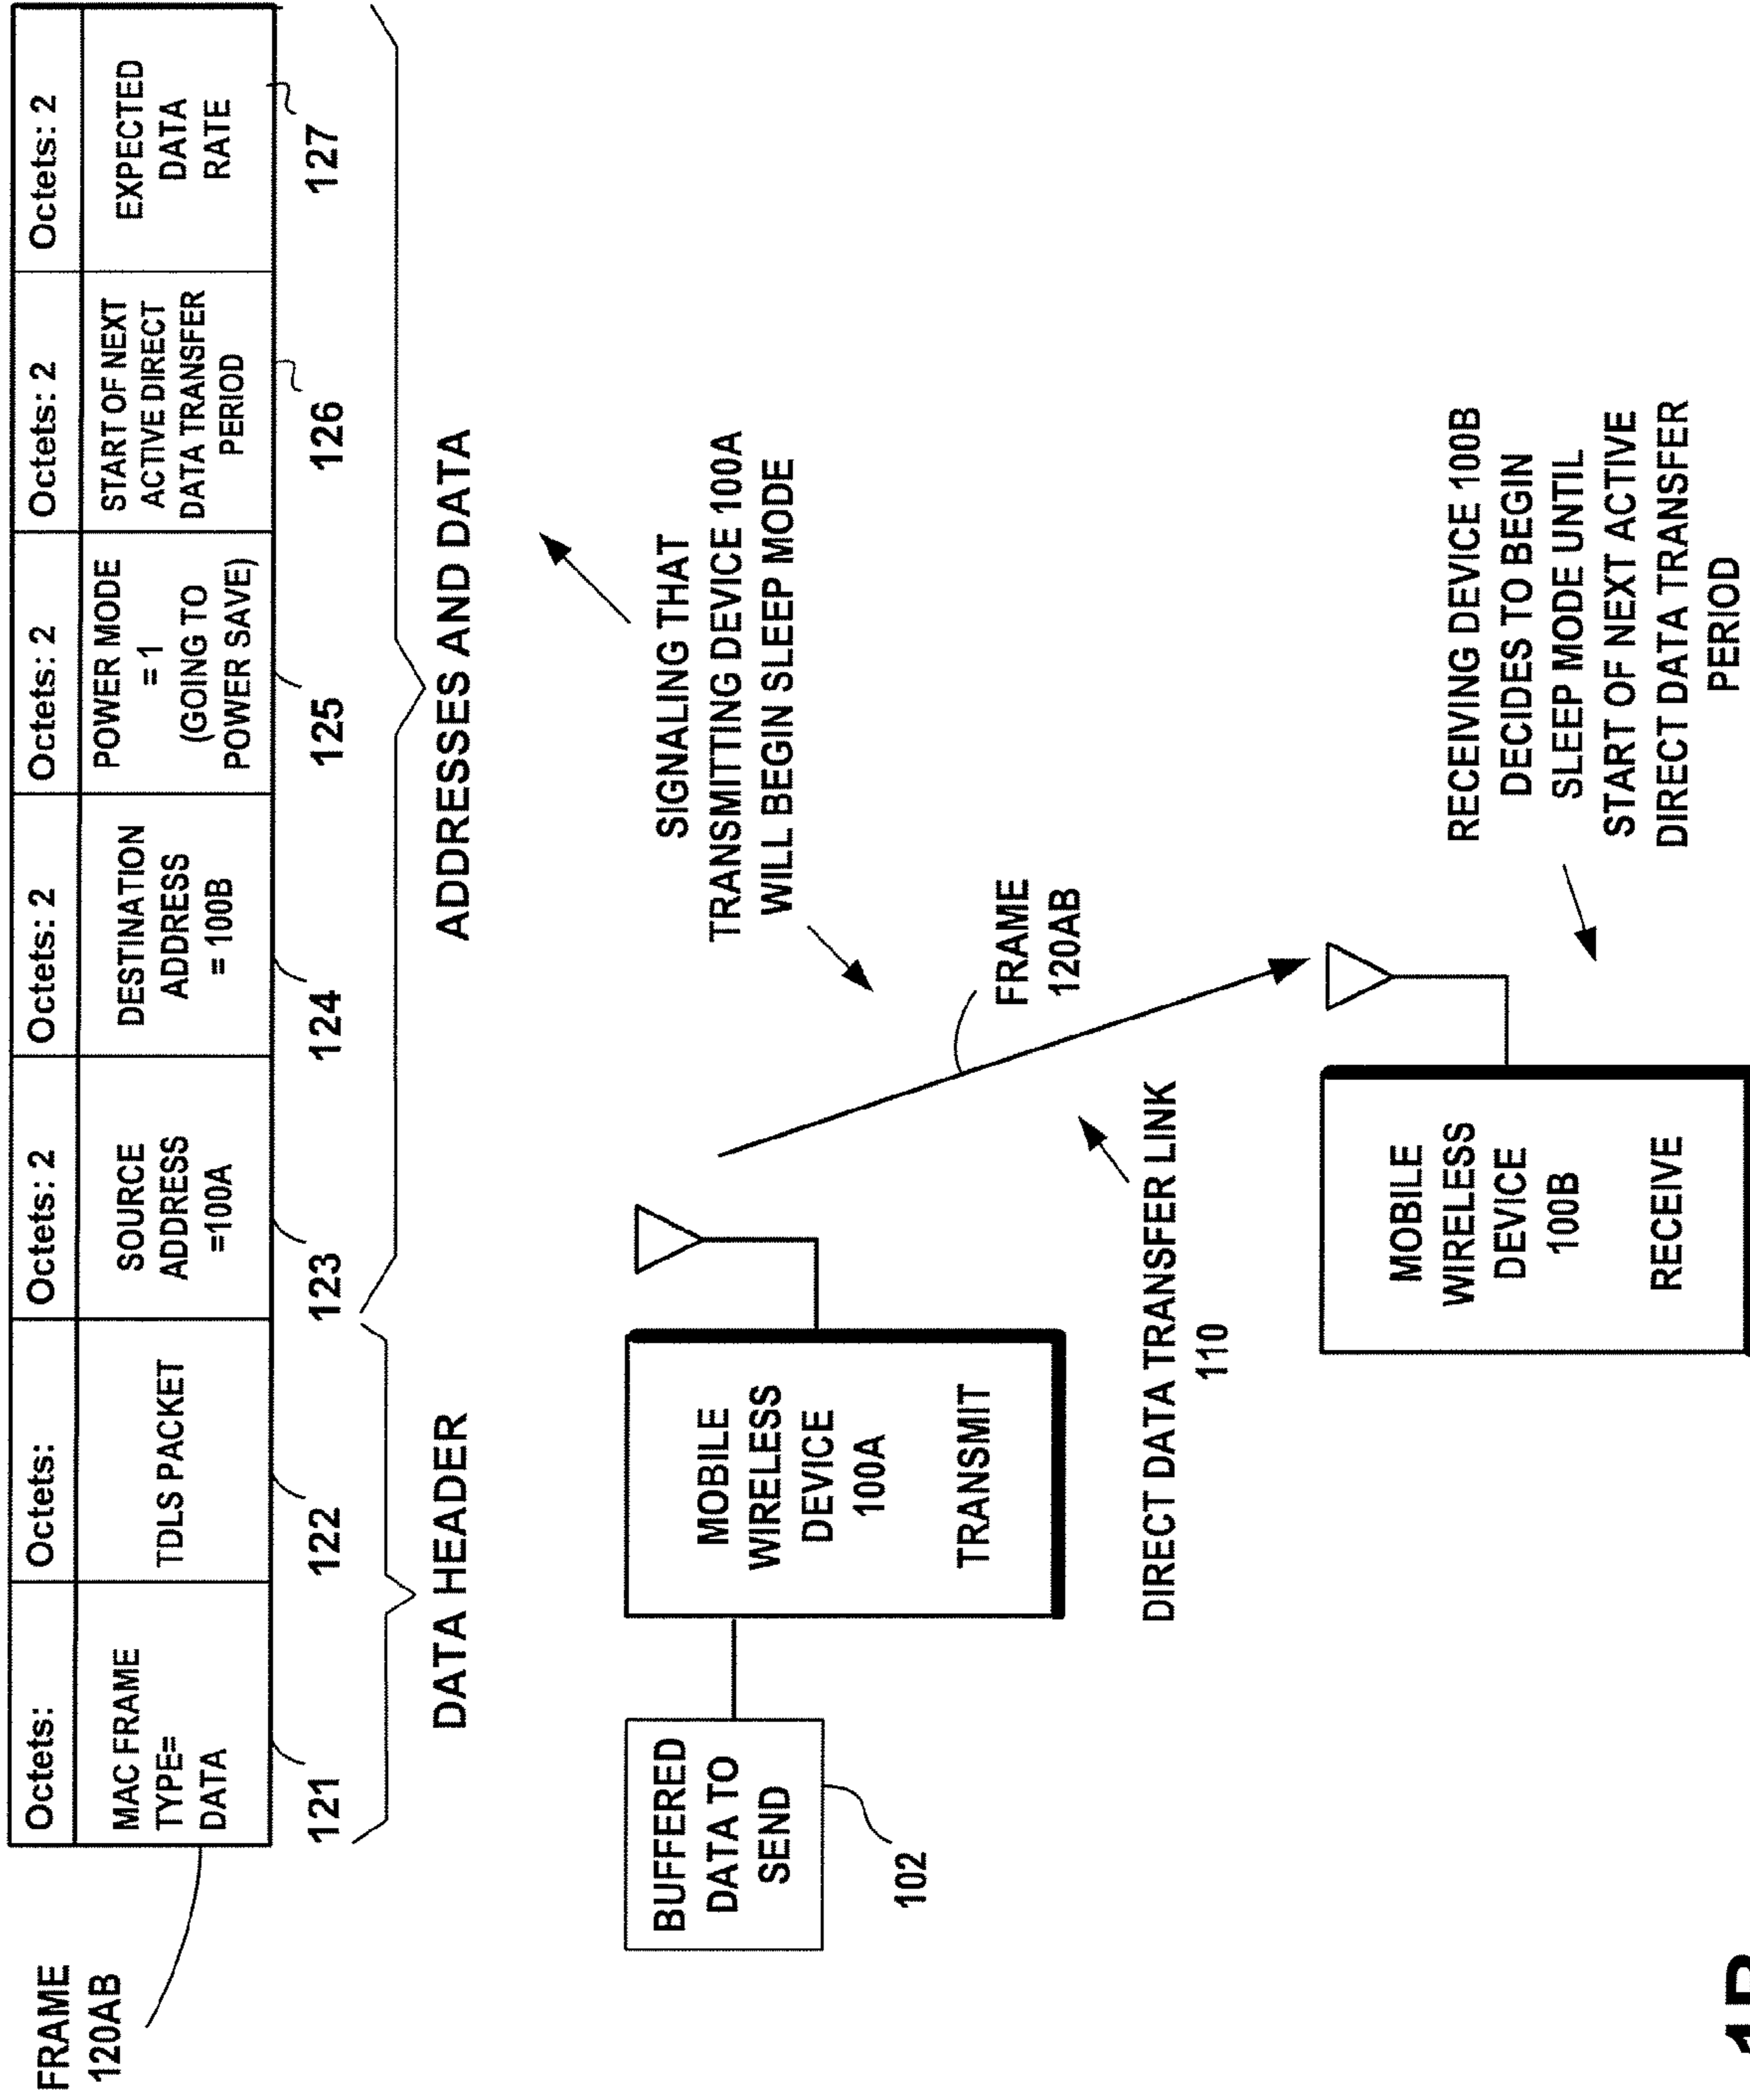 FRAME
120AB
Octets:
Octets:
Octets: 2
Octets: 2
Octets: 2
Octets: 2
Octets: 2
MAC FRAME
TYPE=
DATA
TDLS PACKET
SOURCE
ADDRESS
=100A
DESTINATION
ADDRESS
= 100B
POWER MODE
= 1
(GOING TO
POWER SAVE)
START OF NEXT
ACTIVE DIRECT
DATA TRANSFER
PERIOD
EXPECTED
DATA
RATE
121
122
123
124
125
126
127
DATA HEADER
ADDRESSES AND DATA
SIGNALING THAT
TRANSMITTING DEVICE 100A
WILL BEGIN SLEEP MODE
BUFFERED
DATA TO
SEND
102
MOBILE
WIRELESS
DEVICE
100A
TRANSMIT
FRAME
120AB
DIRECT DATA TRANSFER LINK
110
MOBILE
WIRELESS
DEVICE
100B
RECEIVE
RECEIVING DEVICE 100B
DECIDES TO BEGIN
SLEEP MODE UNTIL
START OF NEXT ACTIVE
DIRECT DATA TRANSFER
PERIOD